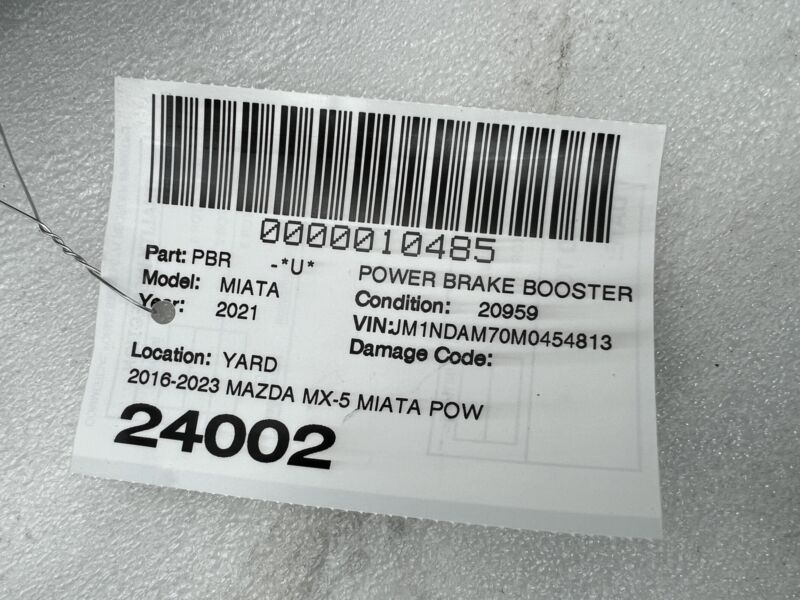 0000010485
Part: PBR -*U* POWER BRAKE BOOSTER
Model: MIATA Condition: 20959
Year: 2021 VIN:JM1NDAM70M0454813
Damage Code:
Location: YARD
2016-2023 MAZDA MX-5 MIATA POW
24002